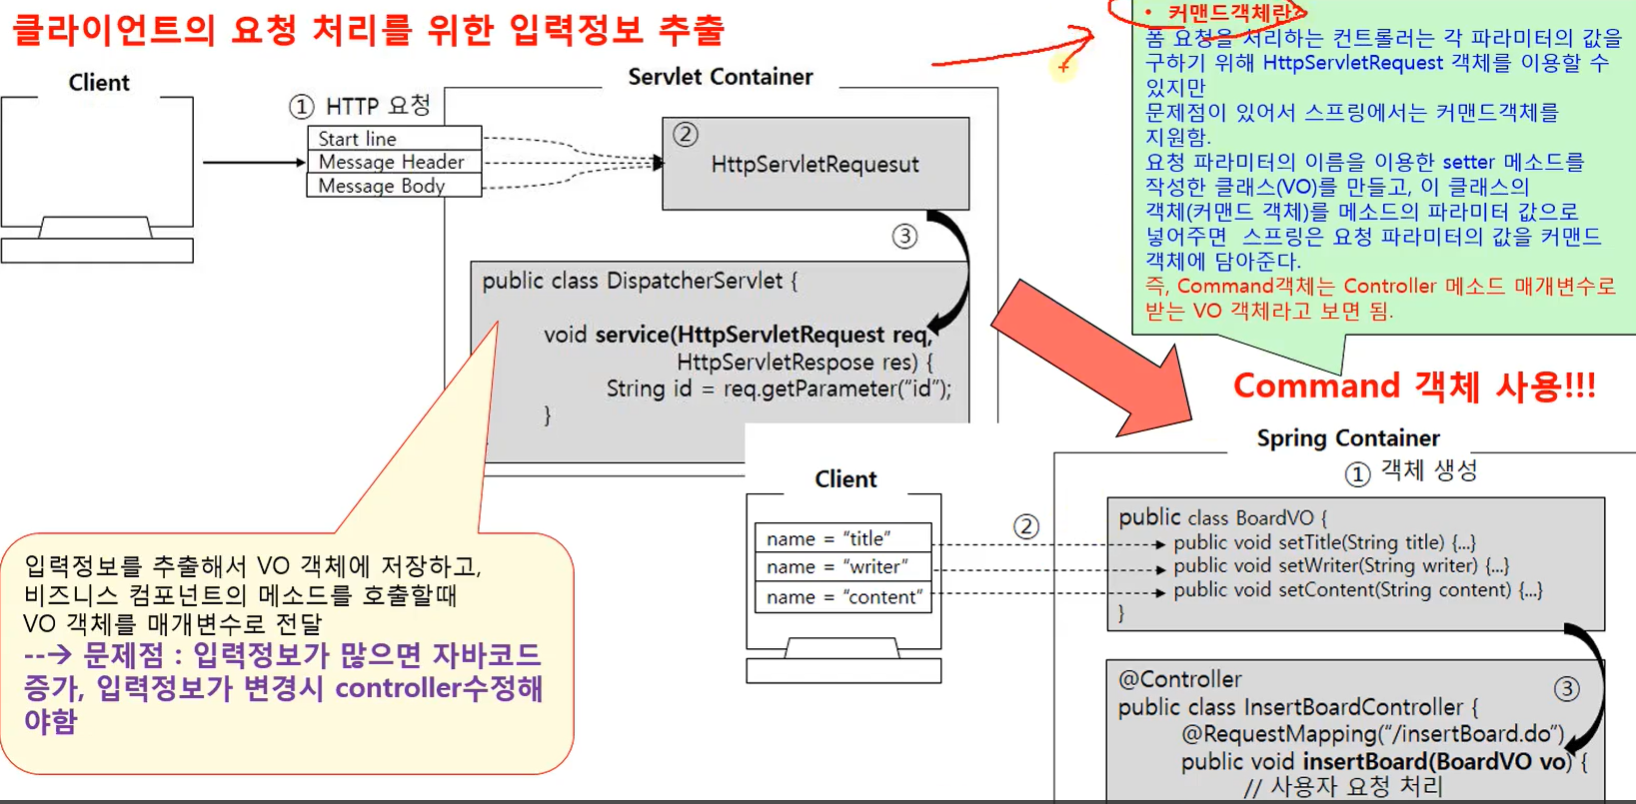 클라이언트의 요청 처리를 위한 입력정보 추출
Client
① HTTP 요청
Start line
Message Header
Message Body
Servlet Container
②
HttpServletRequesut
③
public class DispatcherServlet {
void service(HttpServletRequest req,
HttpServletRespose res) {
String id = req.getParameter(“id”);
}
입력정보를 추출해서 VO 객체에 저장하고,
비즈니스 컴포넌트의 메소드를 호출할때
VO 객체를 매개변수로 전달
--→ 문제점 : 입력정보가 많으면 자바코드
증가, 입력정보가 변경시 controller수정해
야함
• 커맨드객체란?
폼 요청을 처리하는 컨트롤러는 각 파라미터의 값을
구하기 위해 HttpServletRequest 객체를 이용할 수
있지만
문제점이 있어서 스프링에서는 커맨드객체를
지원함.
요청 파라미터의 이름을 이용한 setter 메소드를
작성한 클래스(VO)를 만들고, 이 클래스의
객체(커맨드 객체)를 메소드의 파라미터 값으로
넣어주면 스프링은 요청 파라미터의 값을 커맨드
객체에 담아준다.
즉, Command객체는 Controller 메소드 매개변수로
받는 VO 객체라고 보면 됨.
Command 객체 사용!!!
Client
name = “title”
name = “writer”
name = “content”
②
Spring Container
① 객체 생성
public class BoardVO {
public void setTitle(String title) {...}
public void setWriter(String writer) {...}
public void setContent(String content) {...}
}
③
@Controller
public class InsertBoardController {
@RequestMapping(“/insertBoard.do”)
public void insertBoard(BoardVO vo) {
// 사용자 요청 처리